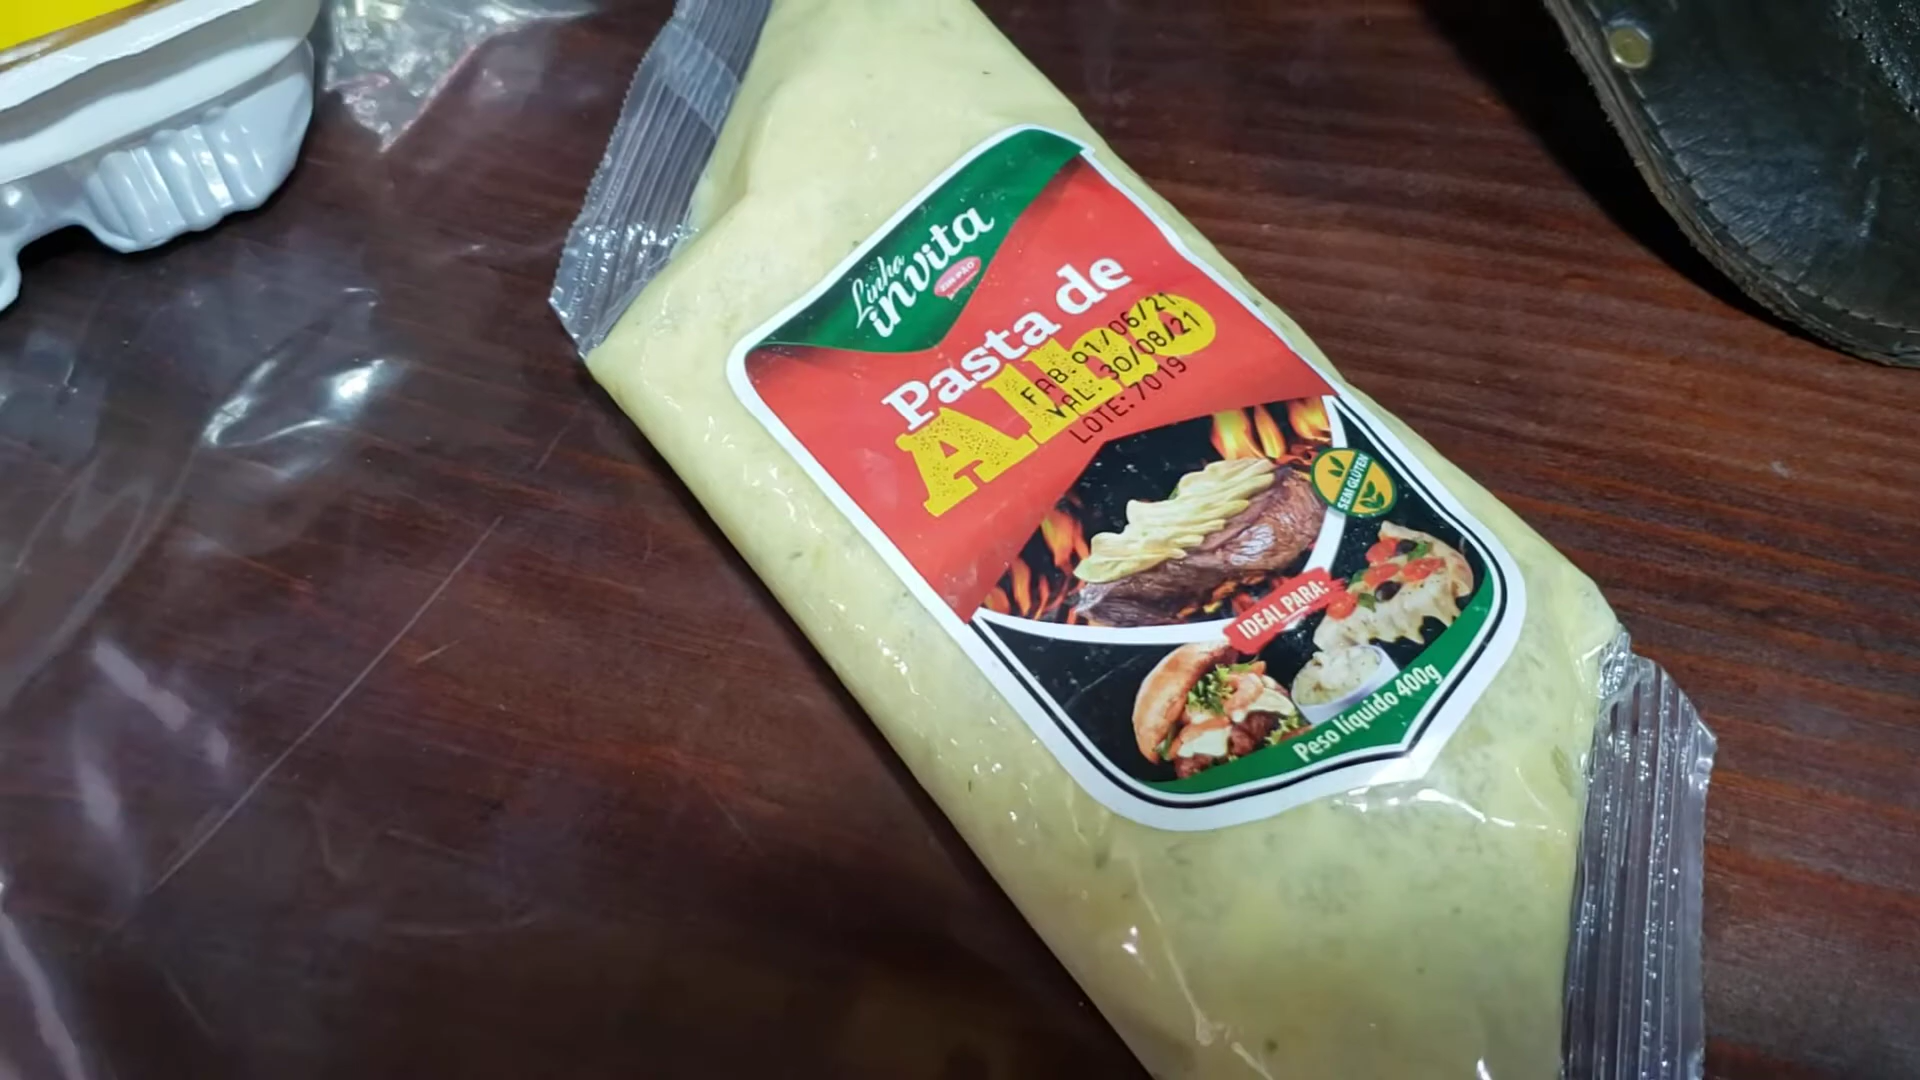 Linha
invita
Pasta de
Alho
FAB: 01/06/21
VAL: 30/08/21
LOTE: 7019
SEM GLÚTEN
IDEAL PARA:
Peso líquido 400g